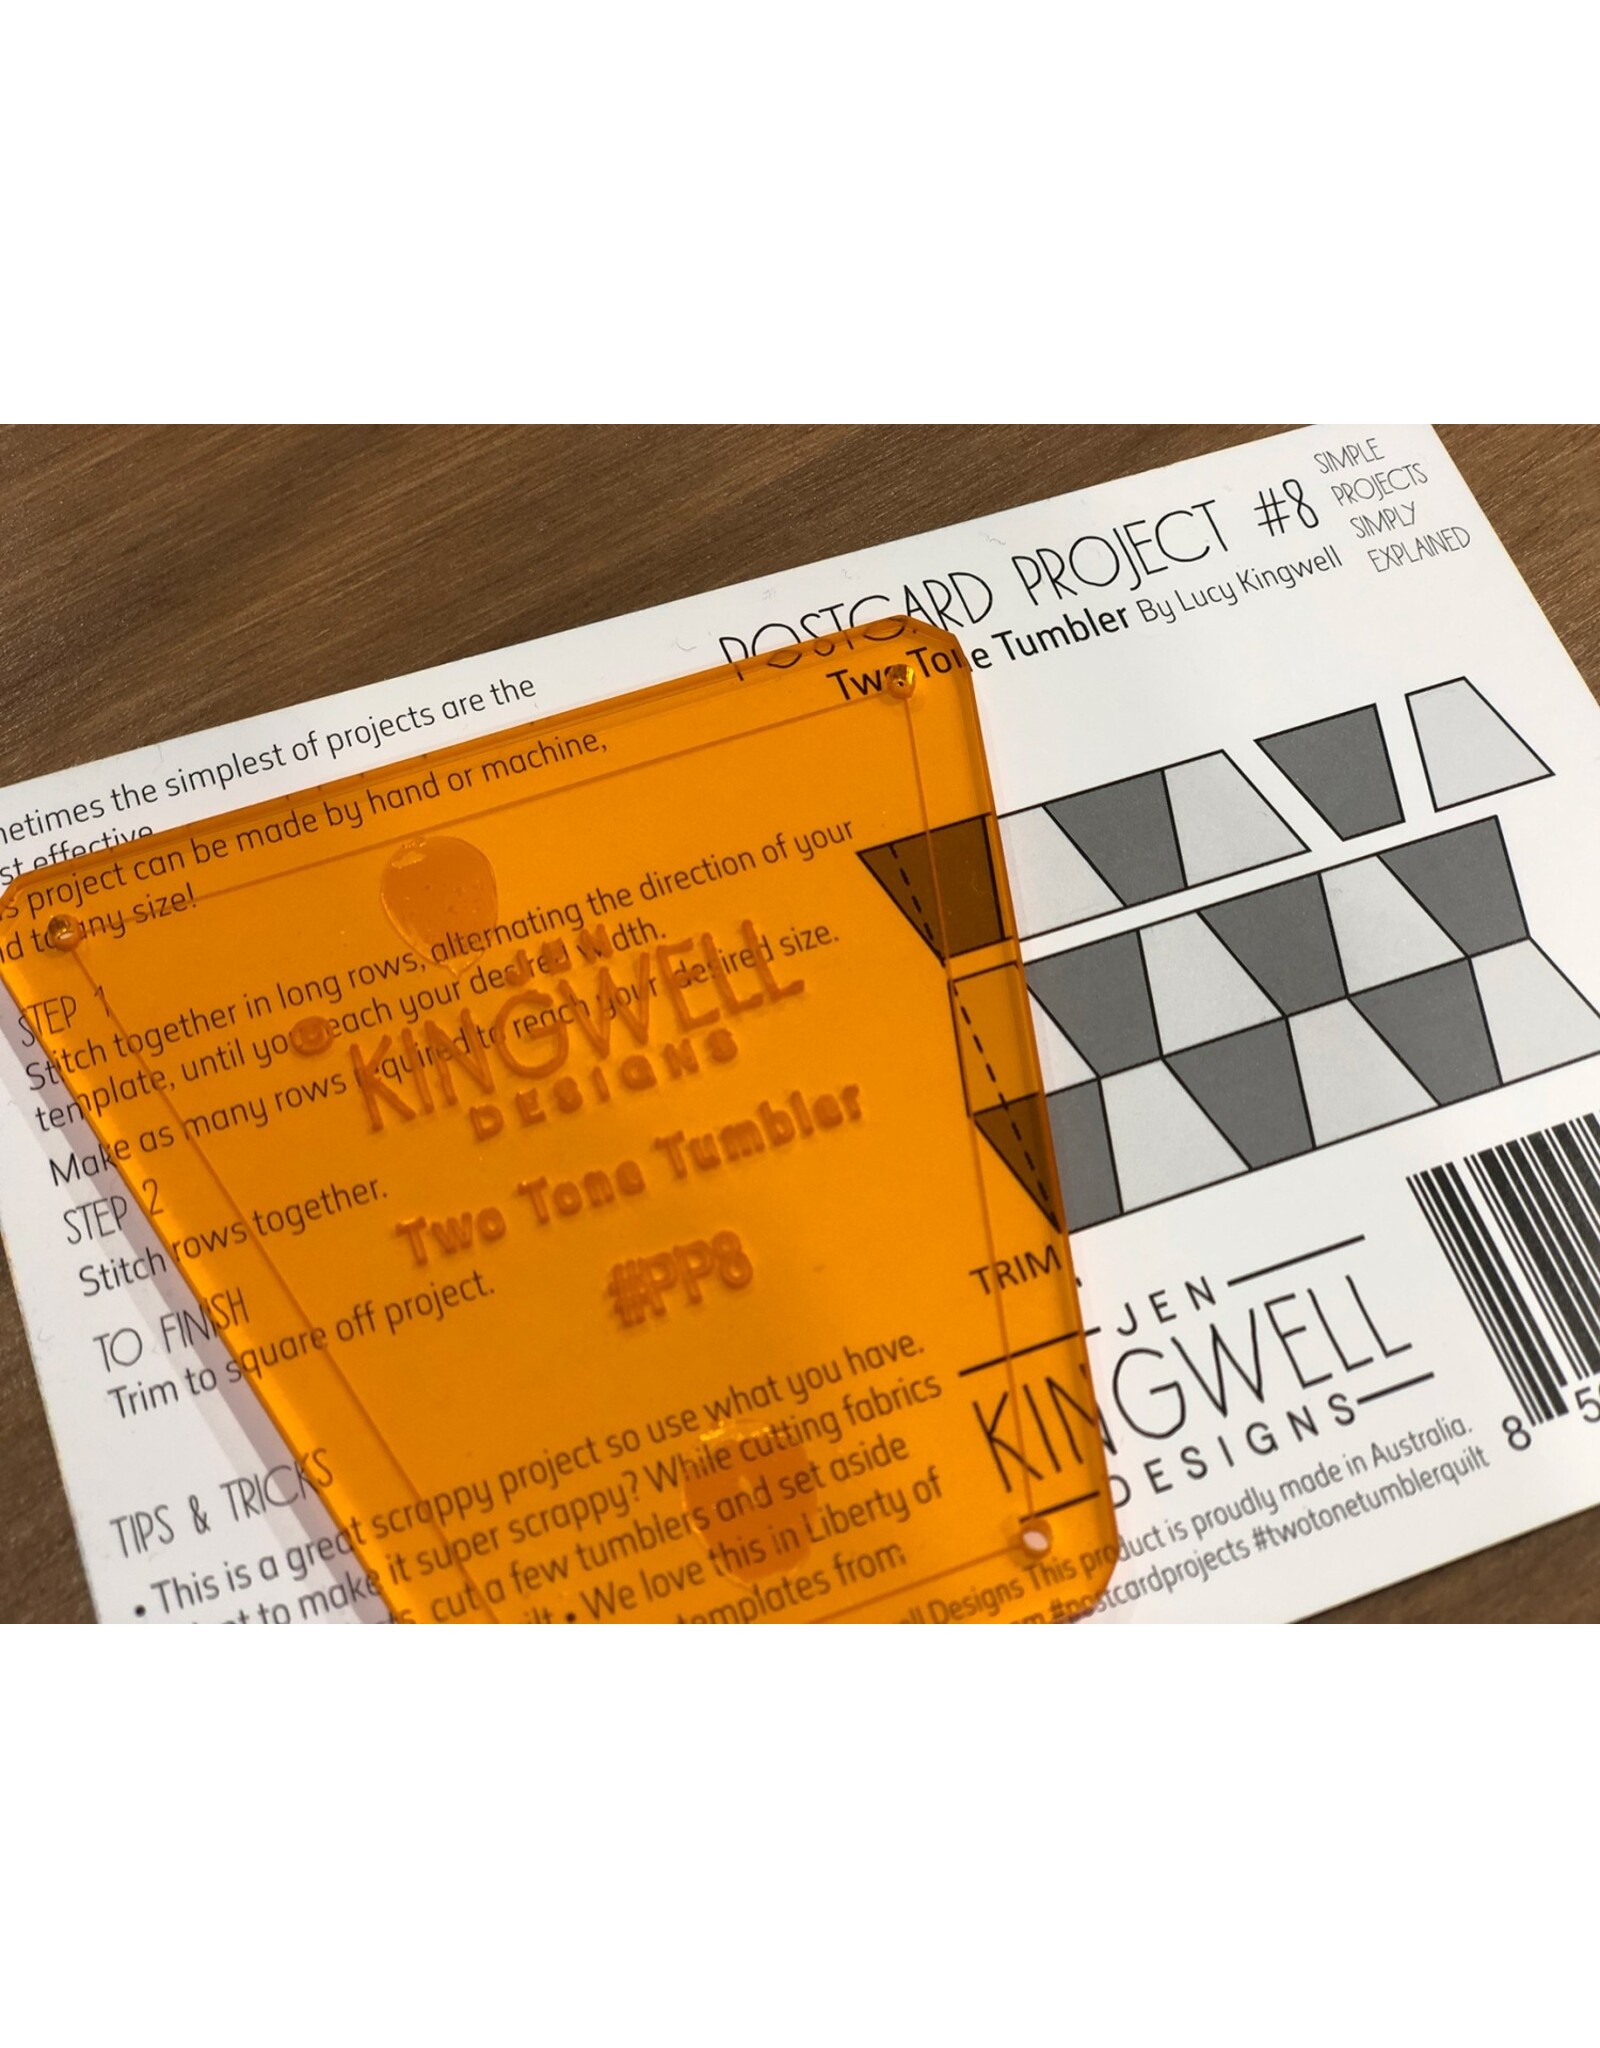 POSTCARD PROJECT #8
Two Tone Tumbler By Lucy Kingwell
SIMPLE
PROJECTS
SIMPLY
EXPLAINED
the simplest of projects are the
effective
project can be made by hand or machine,
any size!
STEP 1
Stitch together in long rows, alternating the direction of your
template, until you reach your desired width.
Make as many rows required to reach your desired size.
STEP 2
Stitch rows together.
TO FINISH
Trim to square off project.
TIPS & TRICKS
• This is a great scrappy project so use what you have.
to make it super scrappy? While cutting fabrics
cut a few tumblers and set aside
• We love this in Liberty of
templates from
JEN
KINGWELL
DESIGNS
Two Tone Tumbler
#PP8
TRIM
JEN
KINGWELL
DESIGNS
Designs This product is proudly made in Australia.
#postcardprojects #twotonetumblerquilt
8